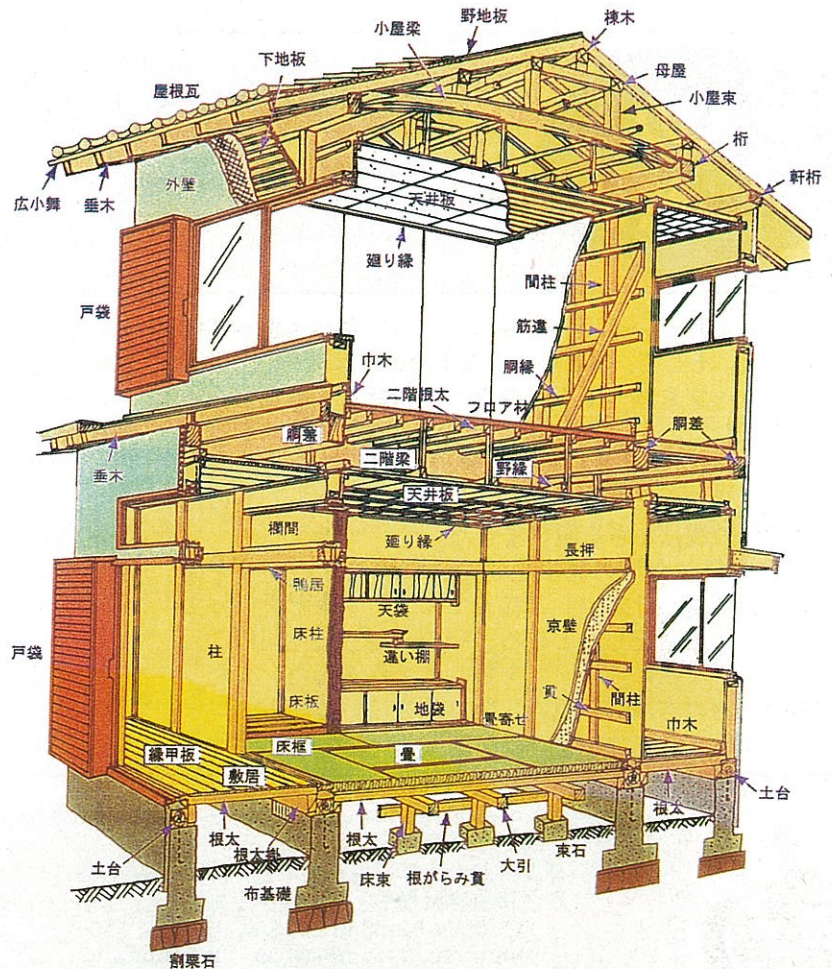 野地板
小屋梁
棟木
下地板
母屋
屋根瓦
小屋束
桁
外壁
軒桁
広小舞
垂木
天井板
廻り縁
間柱
戸袋
筋違
胴縁
巾木
二階根太
フロア材
胴差
胴差
垂木
二階梁
野縁
天井板
欄間
廻り縁
長押
鴨居
天袋
床柱
京壁
戸袋
柱
違い棚
床板
地袋
貫
間柱
畳寄せ
巾木
縁甲板
床框
畳
敷居
土台
根太
根太
根太
土台
根太掛
床束
根がらみ貫
大引
束石
布基礎
割栗石